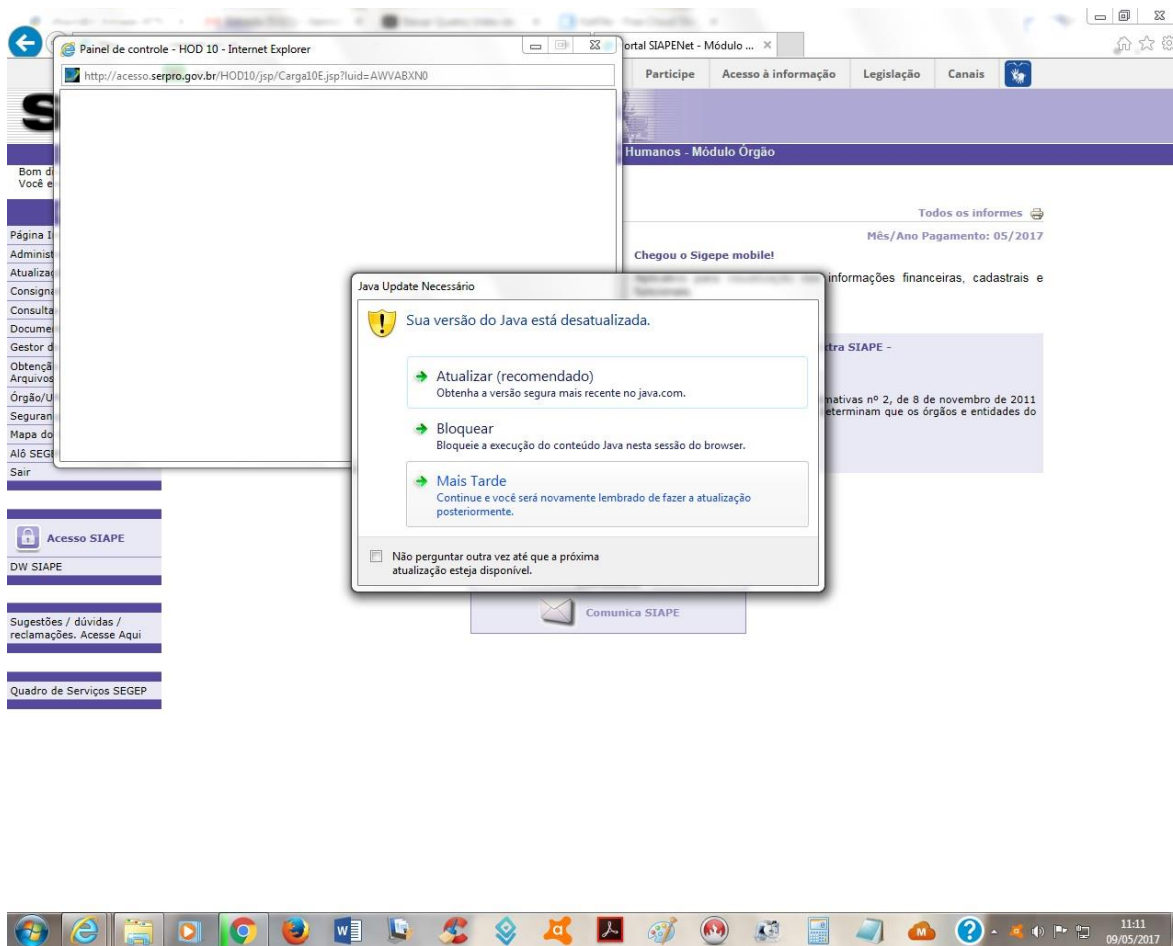 Painel de controle - HOD 10 - Internet Explorer
ortal SIAPENet - Módulo ...
http://acesso.serpro.gov.br/HOD10/jsp/Carga10E.jsp?luid=AWVABXN0
Participe Acesso à informação Legislação Canais
S
Humanos - Módulo Órgão
Bom di
Você e
Todos os informes
Mês/Ano Pagamento: 05/2017
Página I
Administ
Atualizaç
Consigna
Consulta
Documen
Gestor d
Obtençã
Arquivos
Órgão/U
Seguran
Mapa do
Alô SEGE
Sair
Chegou o Sigepe mobile!
informações financeiras, cadastrais e
xtra SIAPE -
mativas nº 2, de 8 de novembro de 2011
eterminam que os órgãos e entidades do
Java Update Necessário
Sua versão do Java está desatualizada.
Atualizar (recomendado)
Obtenha a versão segura mais recente no java.com.
Bloquear
Bloqueie a execução do conteúdo Java nesta sessão do browser.
Mais Tarde
Continue e você será novamente lembrado de fazer a atualização
posteriormente.
Não perguntar outra vez até que a próxima
atualização esteja disponível.
Acesso SIAPE
DW SIAPE
Comunica SIAPE
Sugestões / dúvidas /
reclamações. Acesse Aqui
Quadro de Serviços SEGEP
11:11
09/05/2017